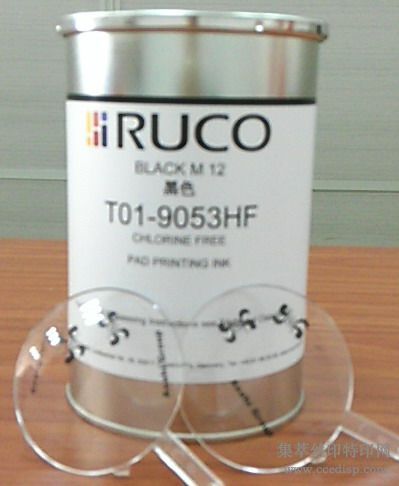 RUCO
BLACK M 12
黑色
T01-9053HF
CHLORINE FREE
PAD PRINTING INK
集萃丝印特印网
www.ccedisp.com